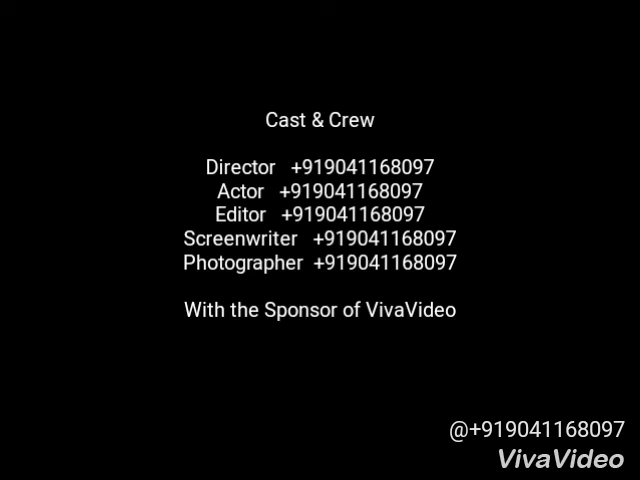 Cast & Crew
Director +919041168097
Actor +919041168097
Editor +919041168097
Screenwriter +919041168097
Photographer +919041168097
With the Sponsor of VivaVideo
@+919041168097
VivaVideo